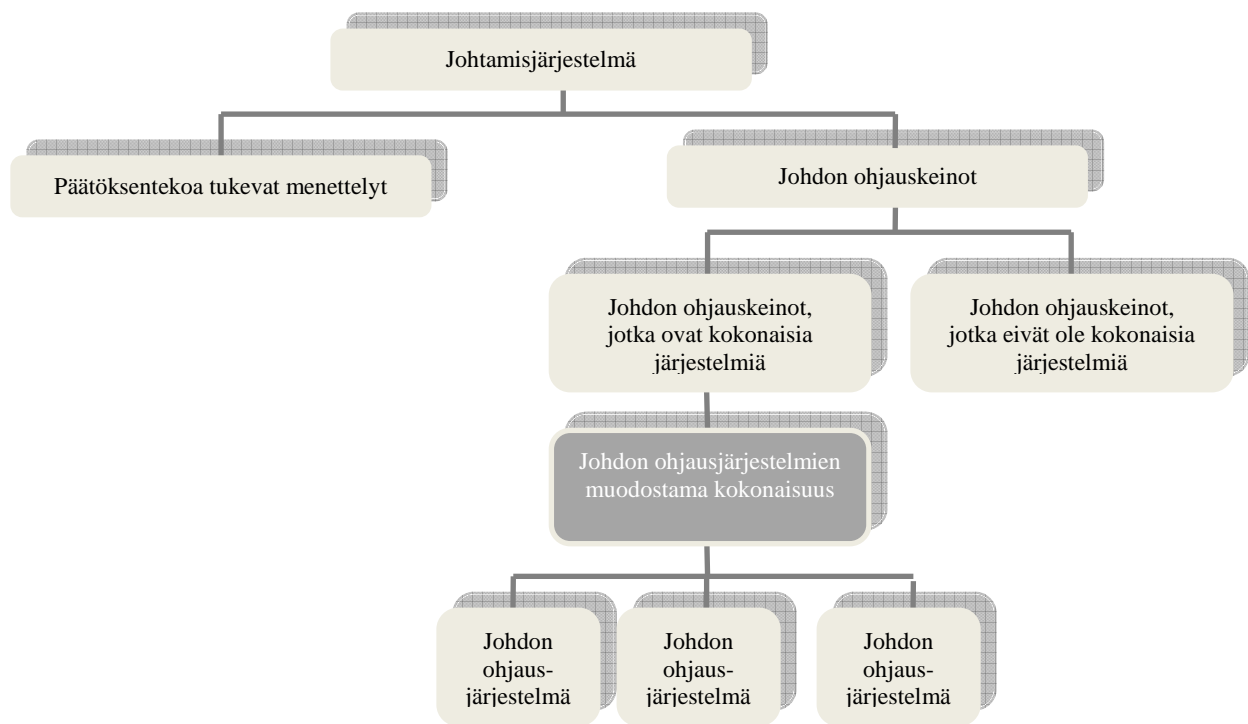 Johtamisjärjestelmä
Päätöksentekoa tukevat menettelyt
Johdon ohjauskeinot
Johdon ohjauskeinot,
jotka ovat kokonaisia
järjestelmiä
Johdon ohjauskeinot,
jotka eivät ole kokonaisia
järjestelmiä
Johdon ohjausjärjestelmien
muodostama kokonaisuus
Johdon
ohjaus-
järjestelmä
Johdon
ohjaus-
järjestelmä
Johdon
ohjaus-
järjestelmä